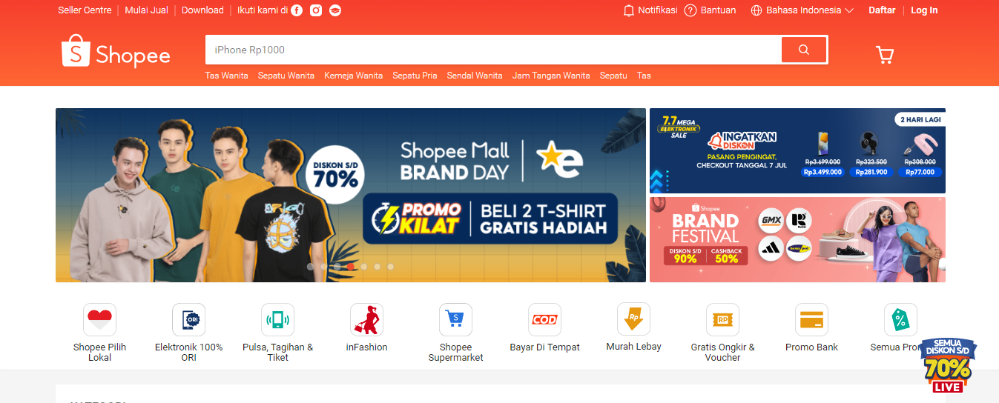 Seller Centre | Mulai Jual | Download | Ikuti kami di
Notifikasi Bantuan Bahasa Indonesia Daftar | Log In
S Shopee
iPhone Rp1000
Tas Wanita Sepatu Wanita Kemeja Wanita Sepatu Pria Sendal Wanita Jam Tangan Wanita Sepatu Tas
DISKON S/D
70%
Shopee Mall
BRAND DAY
e
PROMO
KILAT
BELI 2 T-SHIRT
GRATIS HADIAH
7.7 MEGA
ELEKTRONIK
SALE
2 HARI LAGI
INGATKAN
DISKON
PASANG PENGINGAT,
CHECKOUT TANGGAL 7 JUL
Rp3.699.000 Rp323.500 Rp308.000
Rp3.499.000 Rp281.900 Rp77.000
Shopee
BRAND
FESTIVAL
DISKON S/D
90%
CASHBACK
50%
GMX
ORI
S
COD
Rp
RP
Shopee Pilih
Lokal
Elektronik 100%
ORI
Pulsa, Tagihan &
Tiket
inFashion
Shopee
Supermarket
Bayar Di Tempat
Murah Lebay
Gratis Ongkir &
Voucher
Promo Bank
Semua Pro
SEMUA
DISKON S/D
70%
LIVE
KATEGORI